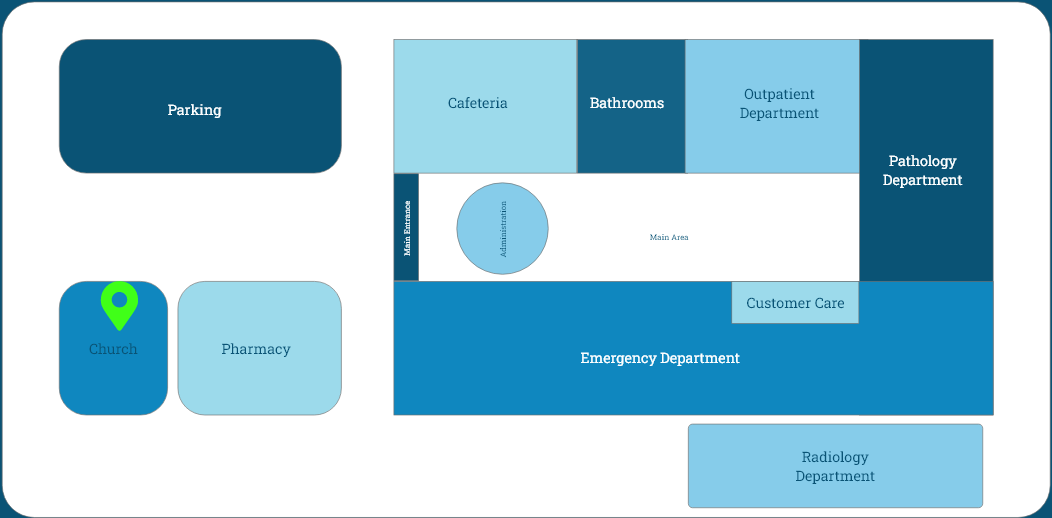 Parking
Cafeteria
Bathrooms
Outpatient
Department
Pathology
Department
Main Entrance
Administration
Main Area
Church
Pharmacy
Customer Care
Emergency Department
Radiology
Department